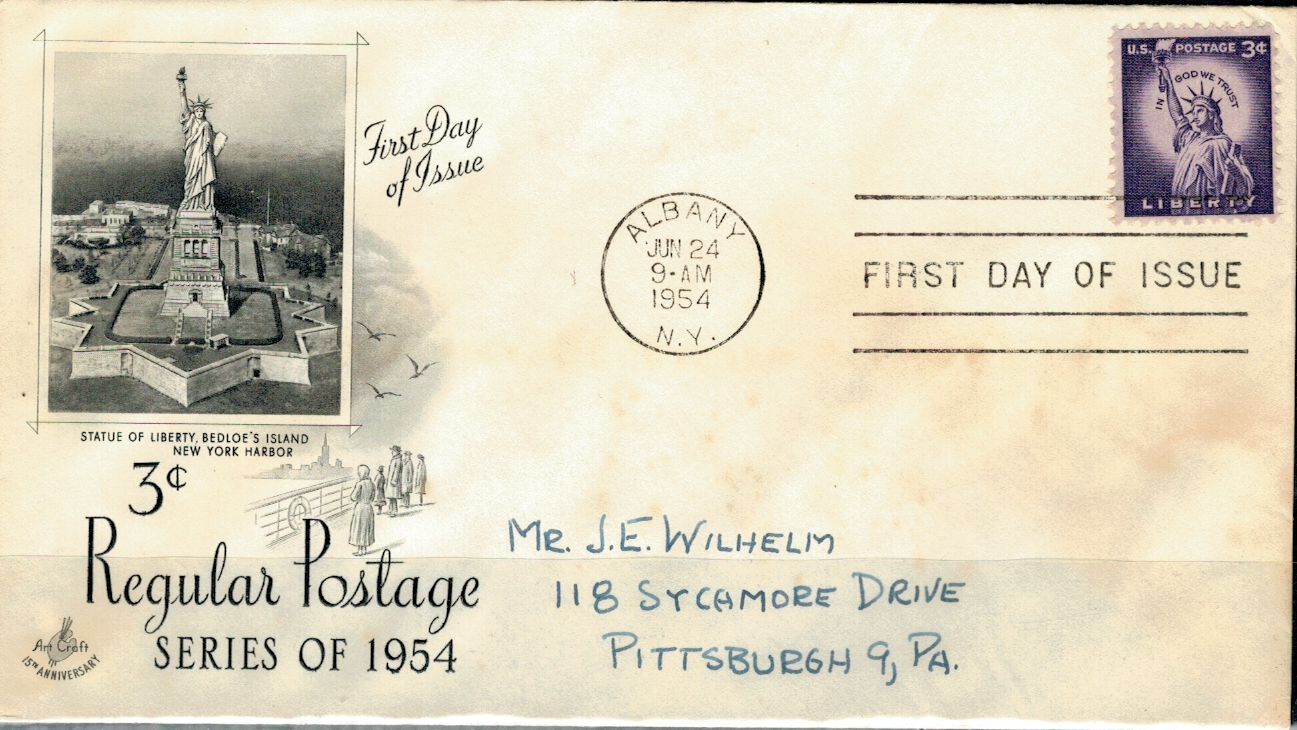 First Day
of Issue
STATUE OF LIBERTY, BEDLOE'S ISLAND
NEW YORK HARBOR
3¢
Regular Postage
SERIES OF 1954
Art Craft
15TH ANNIVERSARY
ALBANY
JUN 24
9-AM
1954
N.Y.
U.S. POSTAGE 3¢
IN GOD WE TRUST
LIBERTY
FIRST DAY OF ISSUE
MR. J.E. WILHELM
118 SYCAMORE DRIVE
PITTSBURGH 9, PA.